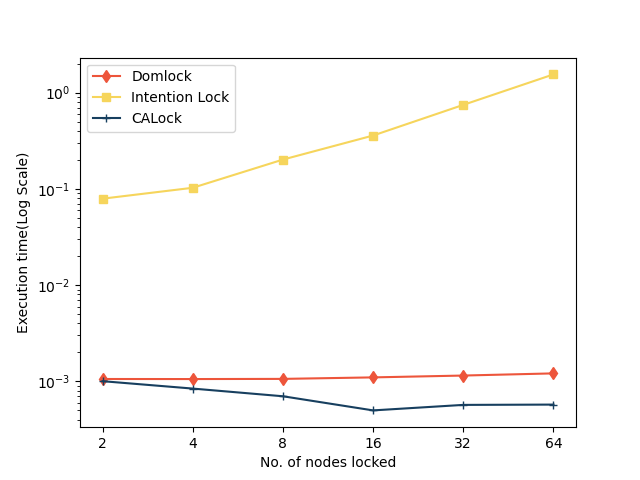 Domlock
Intention Lock
CALock
10⁰
10⁻¹
10⁻²
10⁻³
Execution time(Log Scale)
2 4 8 16 32 64
No. of nodes locked